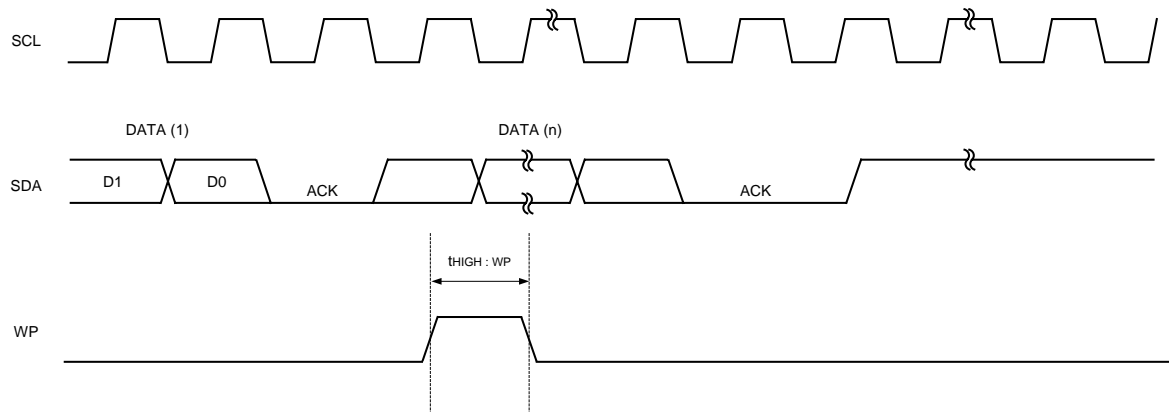 SCL
DATA (1) DATA (n)
SDA D1 D0 ACK ACK
tHIGH : WP
WP